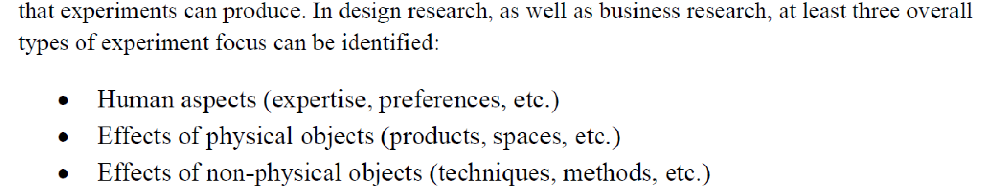 that experiments can produce. In design research, as well as business research, at least three overall
types of experiment focus can be identified:
• Human aspects (expertise, preferences, etc.)
• Effects of physical objects (products, spaces, etc.)
• Effects of non-physical objects (techniques, methods, etc.)